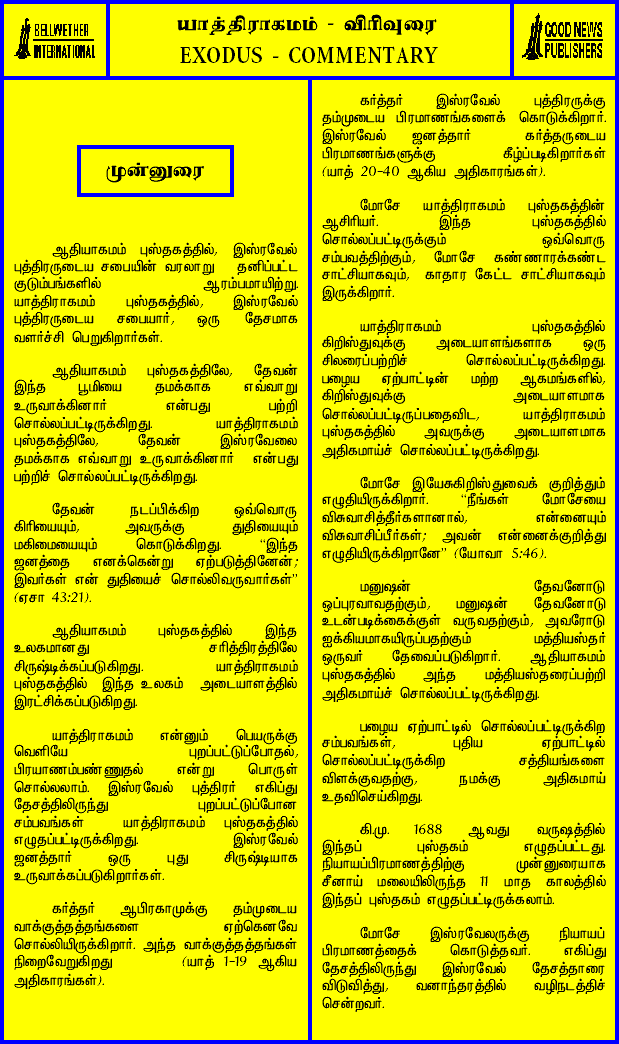 BELLWETHER
INTERNATIONAL
யாத்திராகமம் - விரிவுரை
EXODUS - COMMENTARY
GOOD NEWS
PUBLISHERS
முன்னுரை
ஆதியாகமம் புஸ்தகத்தில், இஸ்ரவேல்
புத்திரருடைய சபையின் வரலாறு தனிப்பட்ட
குடும்பங்களில் ஆரம்பமாயிற்று.
யாத்திராகமம் புஸ்தகத்தில், இஸ்ரவேல்
புத்திரருடைய சபையார், ஒரு தேசமாக
வளர்ச்சி பெறுகிறார்கள்.
ஆதியாகமம் புஸ்தகத்திலே, தேவன்
இந்த பூமியை தமக்காக எவ்வாறு
உருவாக்கினார் என்பது பற்றி
சொல்லப்பட்டிருக்கிறது. யாத்திராகமம்
புஸ்தகத்திலே, தேவன் இஸ்ரவேலை
தமக்காக எவ்வாறு உருவாக்கினார் என்பது
பற்றிச் சொல்லப்பட்டிருக்கிறது.
தேவன் நடப்பிக்கிற ஒவ்வொரு
கிரியையும், அவருக்கு துதியையும்
மகிமையையும் கொடுக்கிறது. "இந்த
ஜனத்தை எனக்கென்று ஏற்படுத்தினேன்;
இவர்கள் என் துதியைச் சொல்லிவருவார்கள்"
(ஏசா 43:21).
ஆதியாகமம் புஸ்தகத்தில் இந்த
உலகமானது சரித்திரத்திலே
சிருஷ்டிக்கப்படுகிறது. யாத்திராகமம்
புஸ்தகத்தில் இந்த உலகம் அடையாளத்தில்
இரட்சிக்கப்படுகிறது.
யாத்திராகமம் என்னும் பெயருக்கு
வெளியே புறப்பட்டுப்போதல்,
பிரயாணம்பண்ணுதல் என்று பொருள்
சொல்லலாம். இஸ்ரவேல் புத்திரர் எகிப்து
தேசத்திலிருந்து புறப்பட்டுப்போன
சம்பவங்கள் யாத்திராகமம் புஸ்தகத்தில்
எழுதப்பட்டிருக்கிறது. இஸ்ரவேல்
ஜனத்தார் ஒரு புது சிருஷ்டியாக
உருவாக்கப்படுகிறார்கள்.
கர்த்தர் ஆபிரகாமுக்கு தம்முடைய
வாக்குத்தத்தங்களை ஏற்கெனவே
சொல்லியிருக்கிறார். அந்த வாக்குத்தத்தங்கள்
நிறைவேறுகிறது (யாத் 1-19 ஆகிய
அதிகாரங்கள்).
கர்த்தர் இஸ்ரவேல் புத்திரருக்கு
தம்முடைய பிரமாணங்களைக் கொடுக்கிறார்.
இஸ்ரவேல் ஜனத்தார் கர்த்தருடைய
பிரமாணங்களுக்கு கீழ்ப்படிகிறார்கள்
(யாத் 20-40 ஆகிய அதிகாரங்கள்).
மோசே யாத்திராகமம் புஸ்தகத்தின்
ஆசிரியர். இந்த புஸ்தகத்தில்
சொல்லப்பட்டிருக்கும் ஒவ்வொரு
சம்பவத்திற்கும், மோசே கண்ணாரக்கண்ட
சாட்சியாகவும், காதார கேட்ட சாட்சியாகவும்
இருக்கிறார்.
யாத்திராகமம் புஸ்தகத்தில்
கிறிஸ்துவுக்கு அடையாளங்களாக ஒரு
சிலரைப்பற்றிச் சொல்லப்பட்டிருக்கிறது.
பழைய ஏற்பாட்டின் மற்ற ஆகமங்களில்,
கிறிஸ்துவுக்கு அடையாளமாக
சொல்லப்பட்டிருப்பதைவிட, யாத்திராகமம்
புஸ்தகத்தில் அவருக்கு அடையாளமாக
அதிகமாய்ச் சொல்லப்பட்டிருக்கிறது.
மோசே இயேசுகிறிஸ்துவைக் குறித்தும்
எழுதியிருக்கிறார். "நீங்கள் மோசேயை
விசுவாசித்தீர்களானால், என்னையும்
விசுவாசிப்பீர்கள்; அவன் என்னைக்குறித்து
எழுதியிருக்கிறானே" (யோவா 5:46).
மனுஷன் தேவனோடு
ஒப்புரவாவதற்கும், மனுஷன் தேவனோடு
உடன்படிக்கைக்குள் வருவதற்கும், அவரோடு
ஐக்கியமாகயிருப்பதற்கும் மத்தியஸ்தர்
ஒருவர் தேவைப்படுகிறார். ஆதியாகமம்
புஸ்தகத்தில் அந்த மத்தியஸ்தரைப்பற்றி
அதிகமாய்ச் சொல்லப்பட்டிருக்கிறது.
பழைய ஏற்பாட்டில் சொல்லப்பட்டிருக்கிற
சம்பவங்கள், புதிய ஏற்பாட்டில்
சொல்லப்பட்டிருக்கிற சத்தியங்களை
விளக்குவதற்கு, நமக்கு அதிகமாய்
உதவிசெய்கிறது.
கி.மு. 1688 ஆவது வருஷத்தில்
இந்தப் புஸ்தகம் எழுதப்பட்டது.
நியாயப்பிரமாணத்திற்கு முன்னுரையாக
சீனாய் மலையிலிருந்த 11 மாத காலத்தில்
இந்தப் புஸ்தகம் எழுதப்பட்டிருக்கலாம்.
மோசே இஸ்ரவேலருக்கு நியாயப்
பிரமாணத்தைக் கொடுத்தவர். எகிப்து
தேசத்திலிருந்து இஸ்ரவேல் தேசத்தாரை
விடுவித்து, வனாந்தரத்தில் வழிநடத்திச்
சென்றவர்.